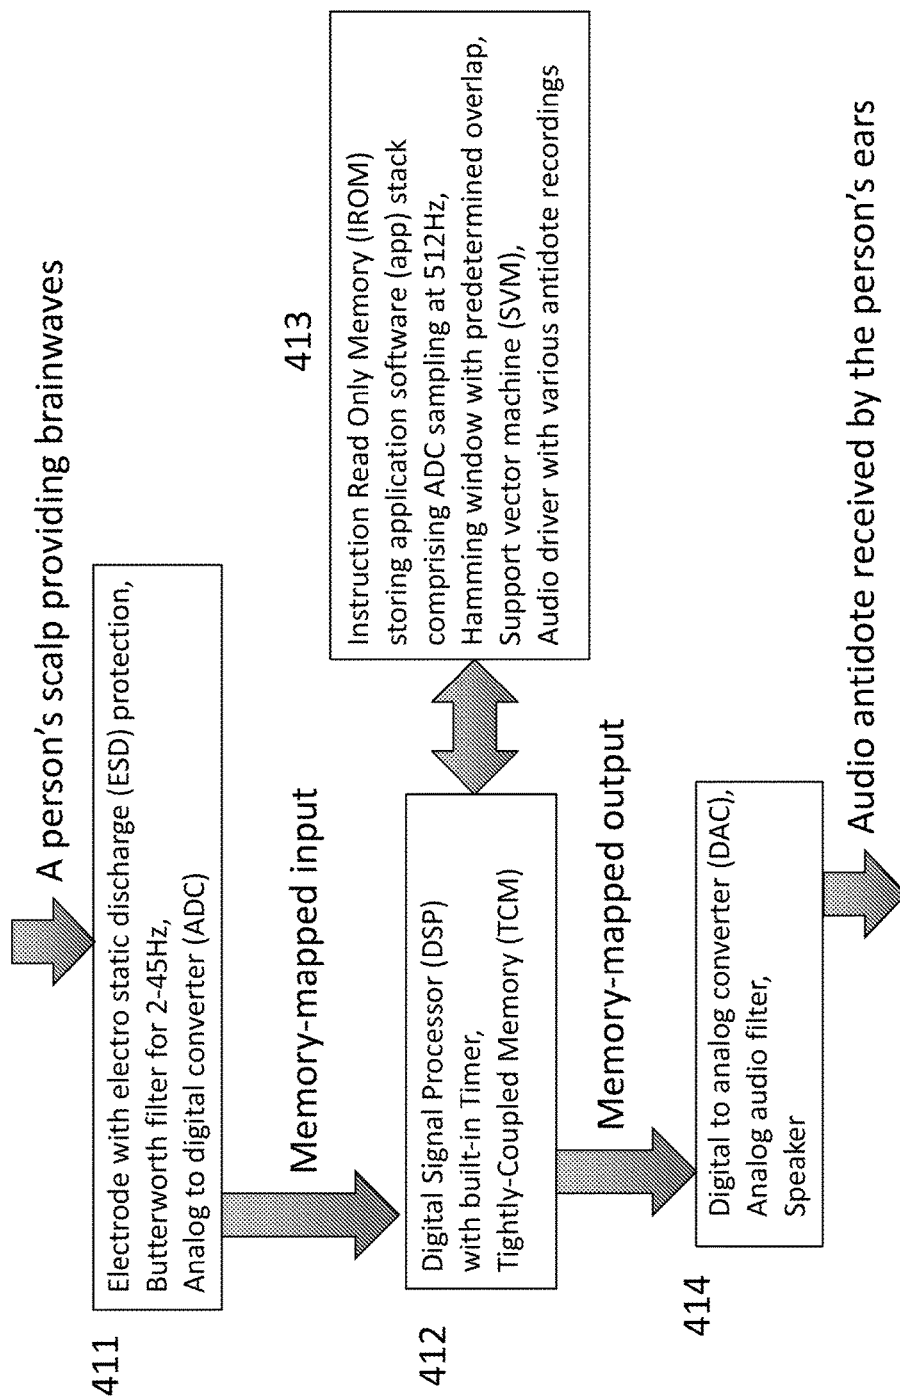 A person's scalp providing brainwaves
411
Electrode with electro static discharge (ESD) protection,
Butterworth filter for 2-45Hz,
Analog to digital converter (ADC)
Memory-mapped input
412
Digital Signal Processor (DSP)
with built-in Timer,
Tightly-Coupled Memory (TCM)
413
Instruction Read Only Memory (IROM)
storing application software (app) stack
comprising ADC sampling at 512Hz,
Hamming window with predetermined overlap,
Support vector machine (SVM),
Audio driver with various antidote recordings
Memory-mapped output
414
Digital to analog converter (DAC),
Analog audio filter,
Speaker
Audio antidote received by the person's ears